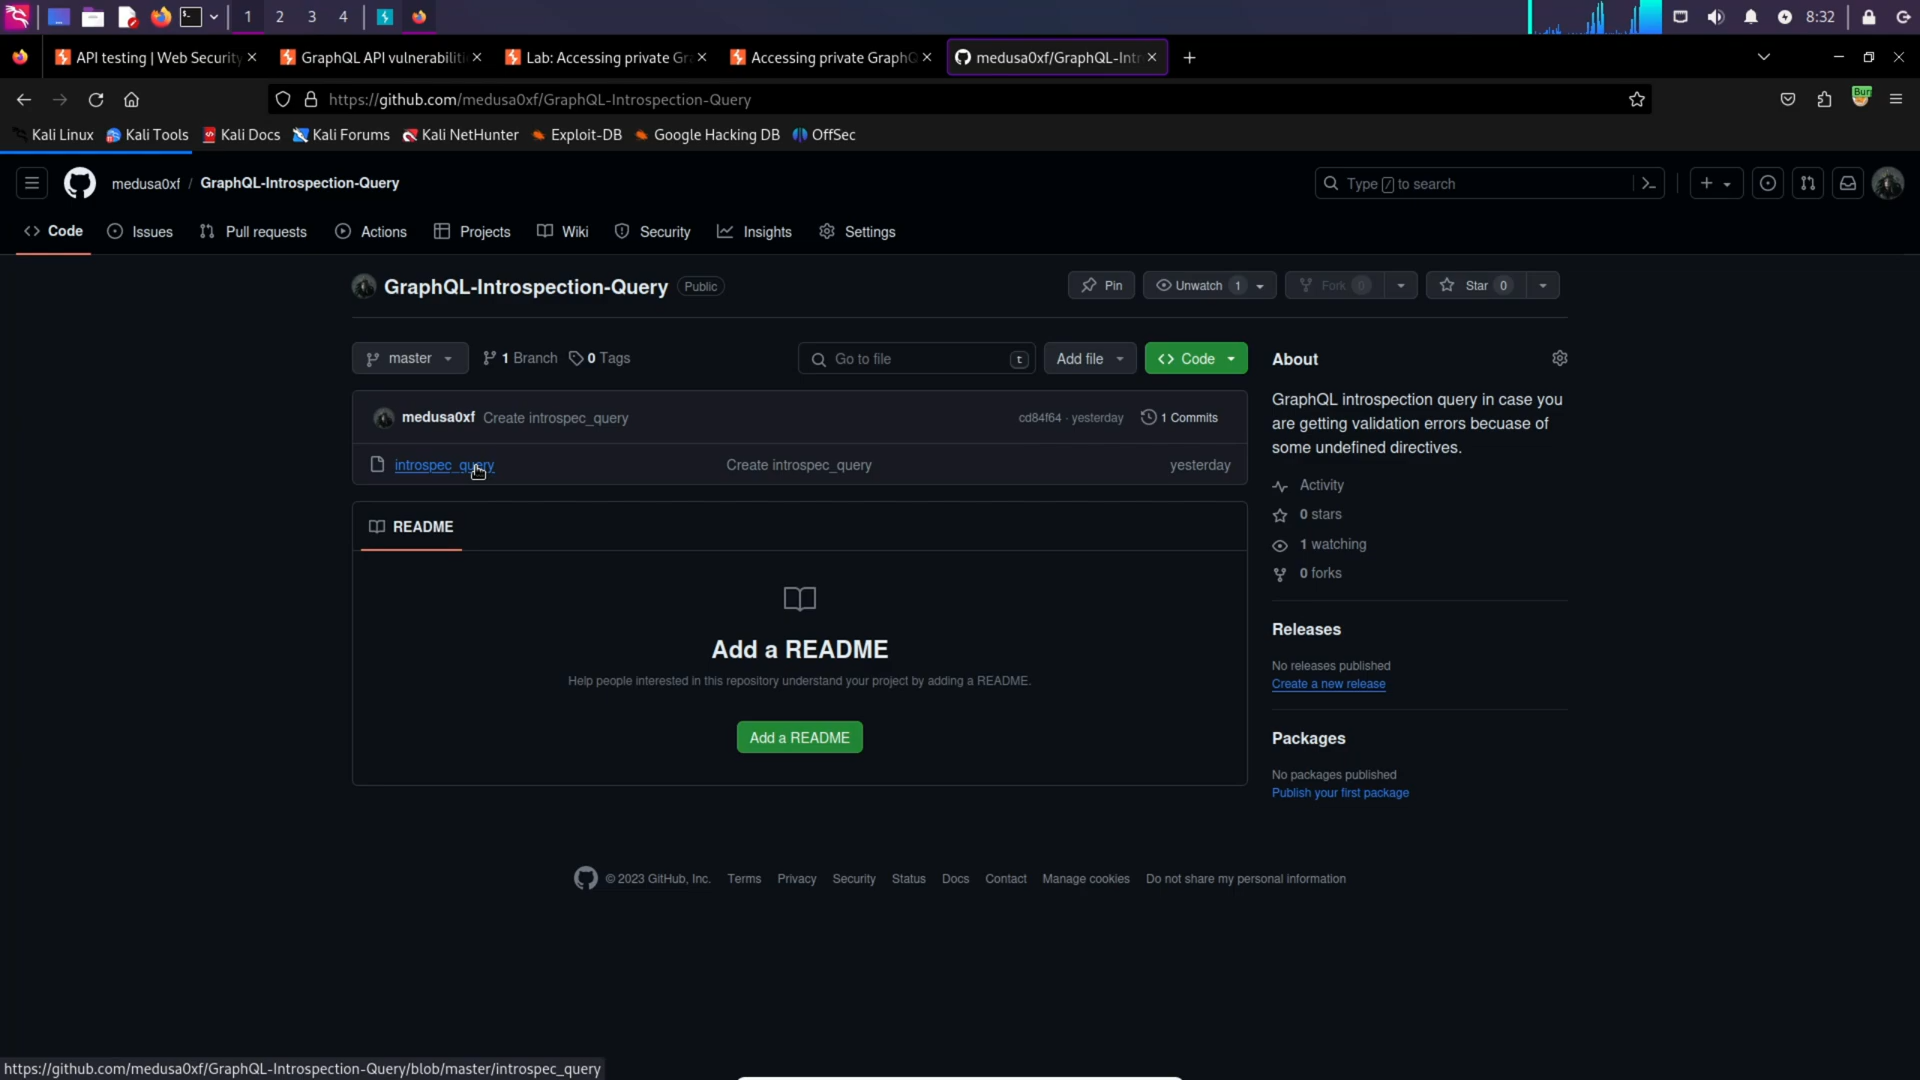 1 2 3 4 8:32
API testing | Web Security
GraphQL API vulnerabiliti
Lab: Accessing private Gr
Accessing private GraphQ
medusa0xf/GraphQL-Intr
https://github.com/medusa0xf/GraphQL-Introspection-Query
Bur
Kali Linux Kali Tools Kali Docs Kali Forums Kali NetHunter Exploit-DB Google Hacking DB OffSec
medusa0xf / GraphQL-Introspection-Query
Type / to search
Code Issues Pull requests Actions Projects Wiki Security Insights Settings
GraphQL-Introspection-Query Public
Pin Unwatch 1 Fork 0 Star 0
master 1 Branch 0 Tags Go to file t Add file Code
medusa0xf Create introspec_query cd84f64 · yesterday 1 Commits
introspec_query Create introspec_query yesterday
README
Add a README
Help people interested in this repository understand your project by adding a README.
Add a README
About
GraphQL introspection query in case you
are getting validation errors becuase of
some undefined directives.
Activity
0 stars
1 watching
0 forks
Releases
No releases published
Create a new release
Packages
No packages published
Publish your first package
© 2023 GitHub, Inc. Terms Privacy Security Status Docs Contact Manage cookies Do not share my personal information
https://github.com/medusa0xf/GraphQL-Introspection-Query/blob/master/introspec_query